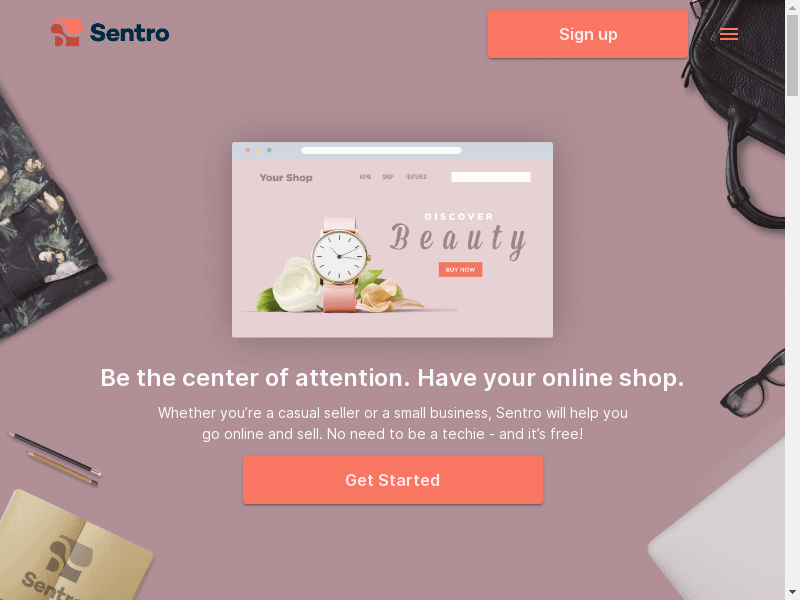 Sentro
Sign up
Your Shop
HOME SHOP FEATURED
DISCOVER
Beauty
BUY NOW
Be the center of attention. Have your online shop.
Whether you’re a casual seller or a small business, Sentro will help you
go online and sell. No need to be a techie - and it’s free!
Get Started
Sentro